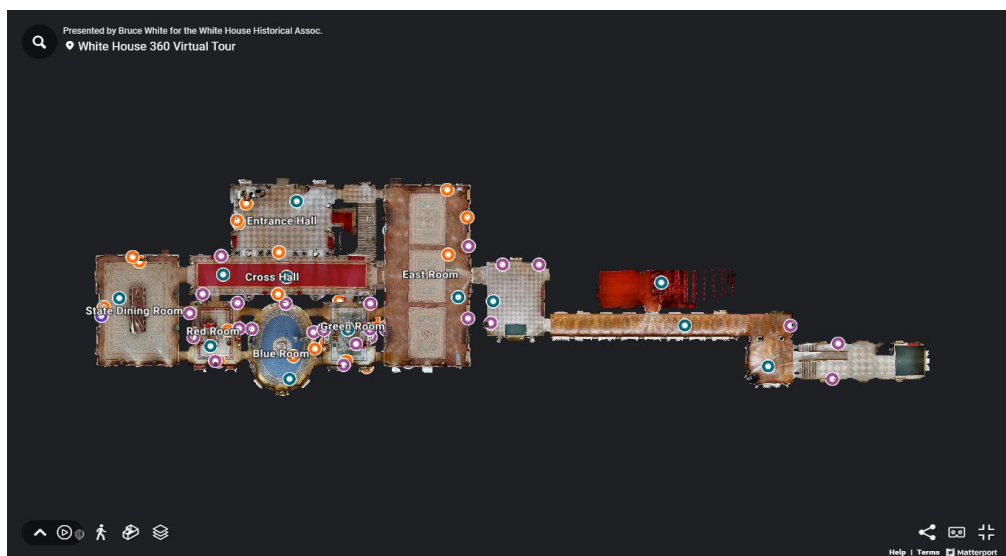 Presented by Bruce White for the White House Historical Assoc.
White House 360 Virtual Tour
Entrance Hall
Cross Hall
East Room
State Dining Room
Red Room
Green Room
Blue Room
Help | Terms Matterport